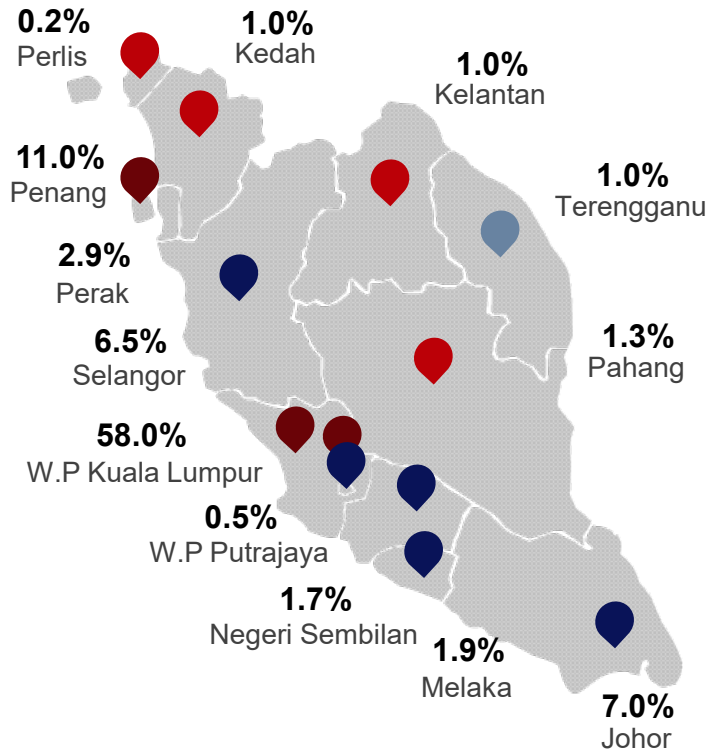 0.2%
Perlis
1.0%
Kedah
1.0%
Kelantan
11.0%
Penang
1.0%
Terengganu
2.9%
Perak
6.5%
Selangor
1.3%
Pahang
58.0%
W.P Kuala Lumpur
0.5%
W.P Putrajaya
1.7%
Negeri Sembilan
1.9%
Melaka
7.0%
Johor